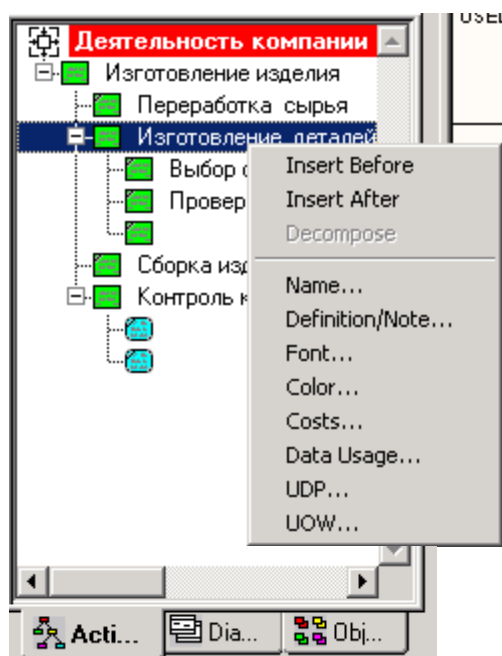 USED
Деятельность компании
Изготовление изделия
Переработка сырья
Изготовление деталей
Выбор
Провер
Сборка изд
Контроль к
Insert Before
Insert After
Decompose
Name...
Definition/Note...
Font...
Color...
Costs...
Data Usage...
UDP...
UOW...
Acti...
Dia...
Obj...